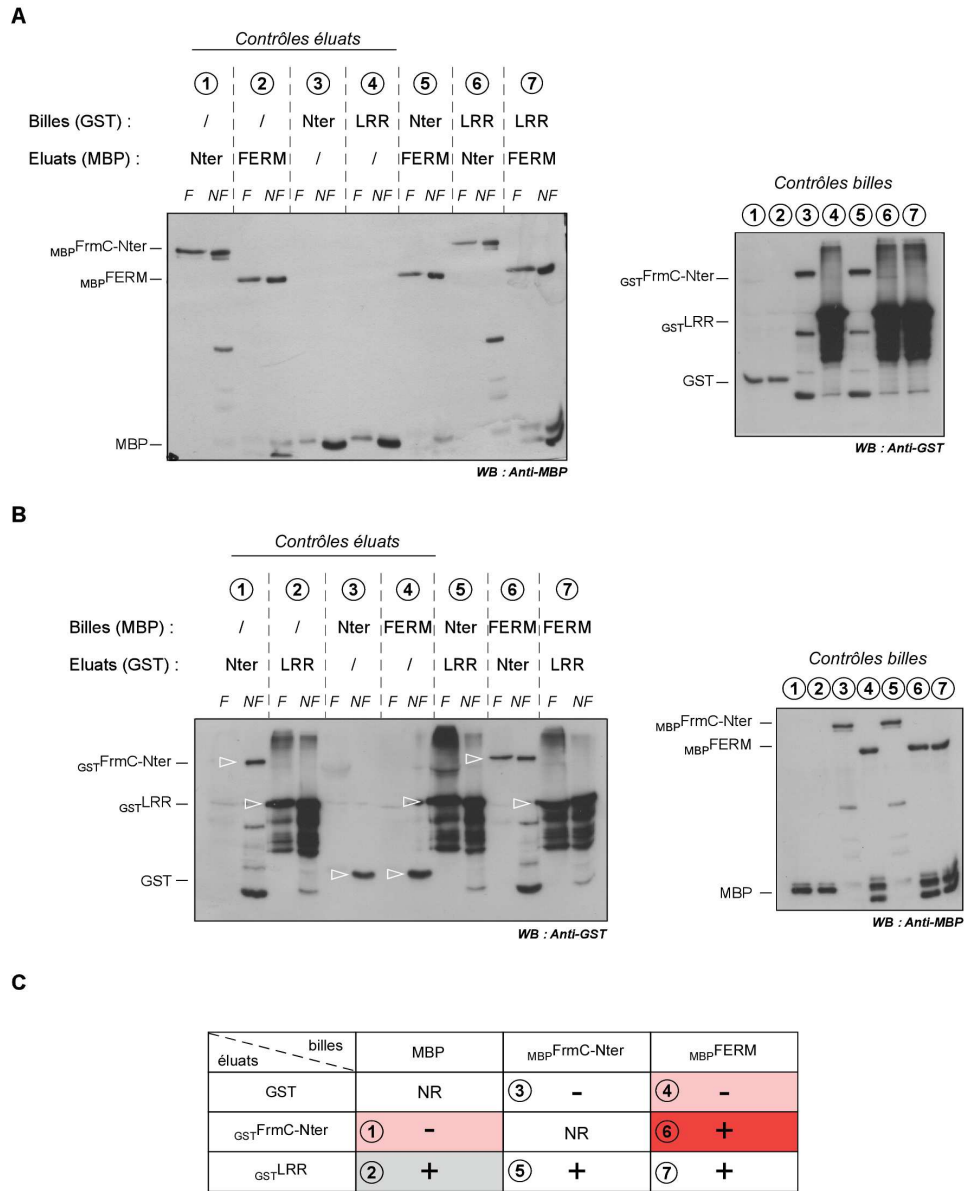 A
Contrôles éluats
① ② ③ ④ ⑤ ⑥ ⑦
Billes (GST) : / / Nter LRR Nter LRR LRR
Eluats (MBP) : Nter FERM / / FERM Nter FERM
F NF F NF F NF F NF F NF F NF F NF
MBPFrmC-Nter
MBPFERM
MBP
WB : Anti-MBP
Contrôles billes
① ② ③ ④ ⑤ ⑥ ⑦
GSTFrmC-Nter
GSTLRR
GST
WB : Anti-GST
B
Contrôles éluats
① ② ③ ④ ⑤ ⑥ ⑦
Billes (MBP) : / / Nter FERM Nter FERM FERM
Eluats (GST) : Nter LRR / / LRR Nter LRR
F NF F NF F NF F NF F NF F NF F NF
GSTFrmC-Nter
GSTLRR
GST
WB : Anti-GST
Contrôles billes
① ② ③ ④ ⑤ ⑥ ⑦
MBPFrmC-Nter
MBPFERM
MBP
WB : Anti-MBP
C
billes
éluats
MBP MBPFrmC-Nter MBPFERM
GST NR ③ - ④ -
GSTFrmC-Nter ① - NR ⑥ +
GSTLRR ② + ⑤ + ⑦ +